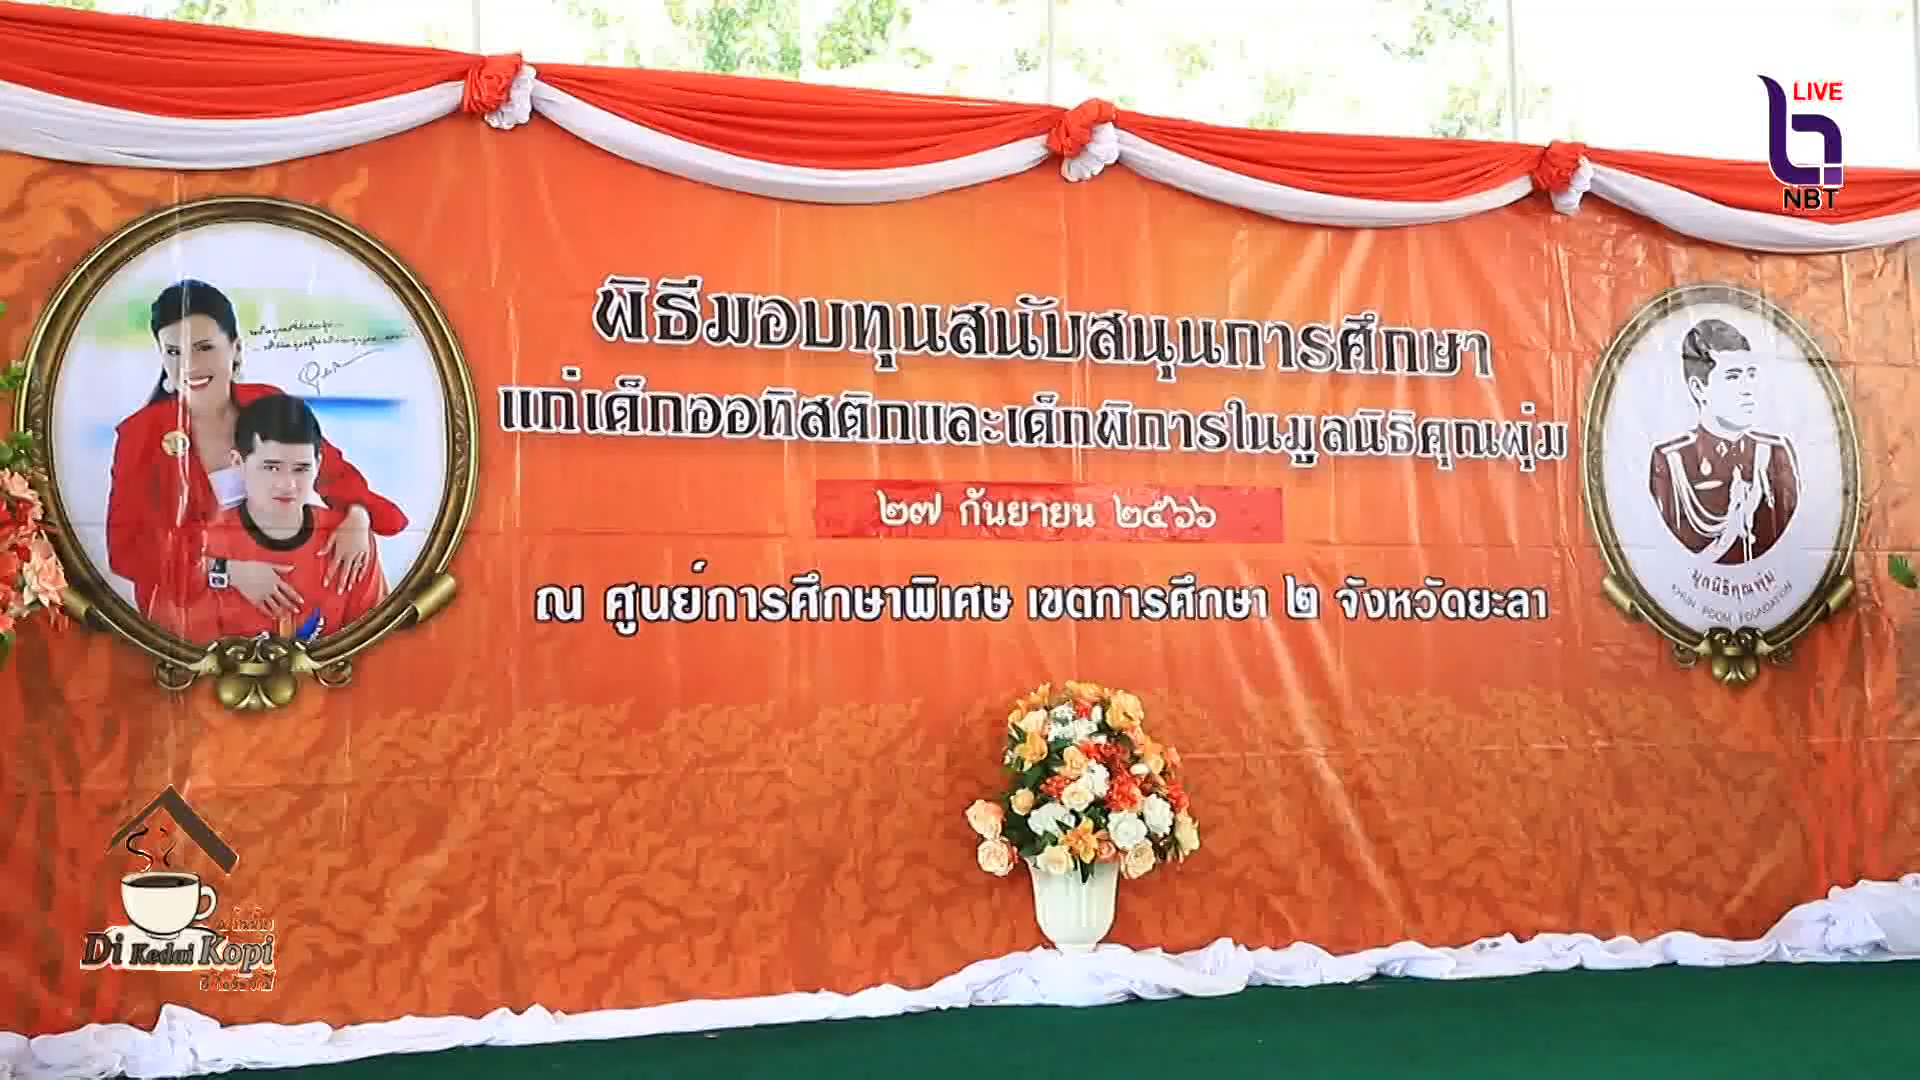 LIVE
NBT
พิธีมอบทุนสนับสนุนการศึกษา
แก่เด็กออทิสติกและเด็กพิการในมูลนิธิคุณพุ่ม
๒๗ กันยายน ๒๕๖๖
ณ ศูนย์การศึกษาพิเศษ เขตการศึกษา ๒ จังหวัดยะลา
มูลนิธิคุณพุ่ม
KHUN POOM FOUNDATION
Di Kedai Kopi